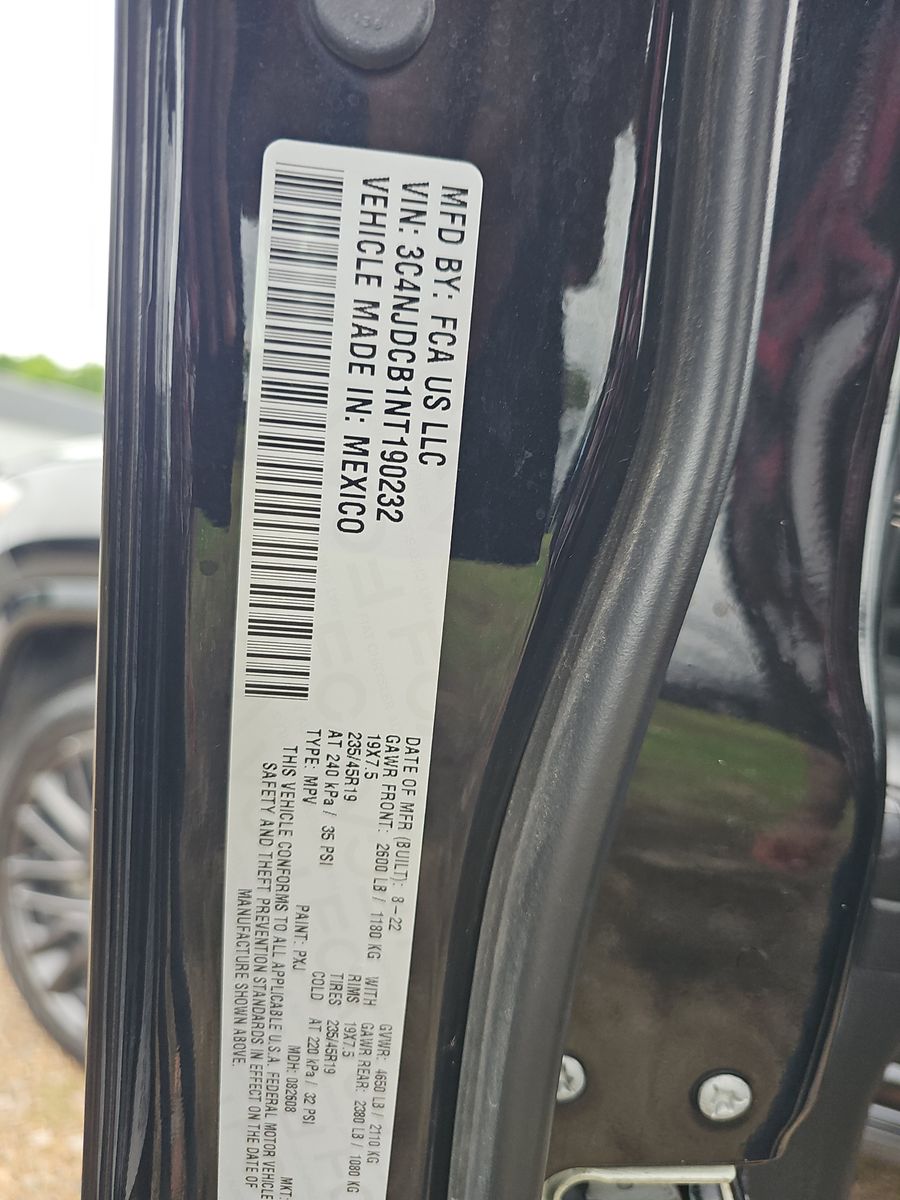 MFD BY: FCA US LLC
VIN: 3C4NJDCB1NT190232
VEHICLE MADE IN: MEXICO
DATE OF MFR (BUILT): 8-22 GVWR: 4650 LB / 2110 KG
GAWR FRONT: 2600 LB / 1180 KG WITH GAWR REAR: 2380 LB / 1080 KG
19X7.5 RIMS 19X7.5
235/45R19 TIRES 235/45R19
AT 240 kPa / 35 PSI COLD AT 220 kPa / 32 PSI
TYPE: MPV PAINT: PXJ MDH: 082608 MKT:
THIS VEHICLE CONFORMS TO ALL APPLICABLE U.S.A. FEDERAL MOTOR VEHICLE
SAFETY AND THEFT PREVENTION STANDARDS IN EFFECT ON THE DATE OF
MANUFACTURE SHOWN ABOVE.